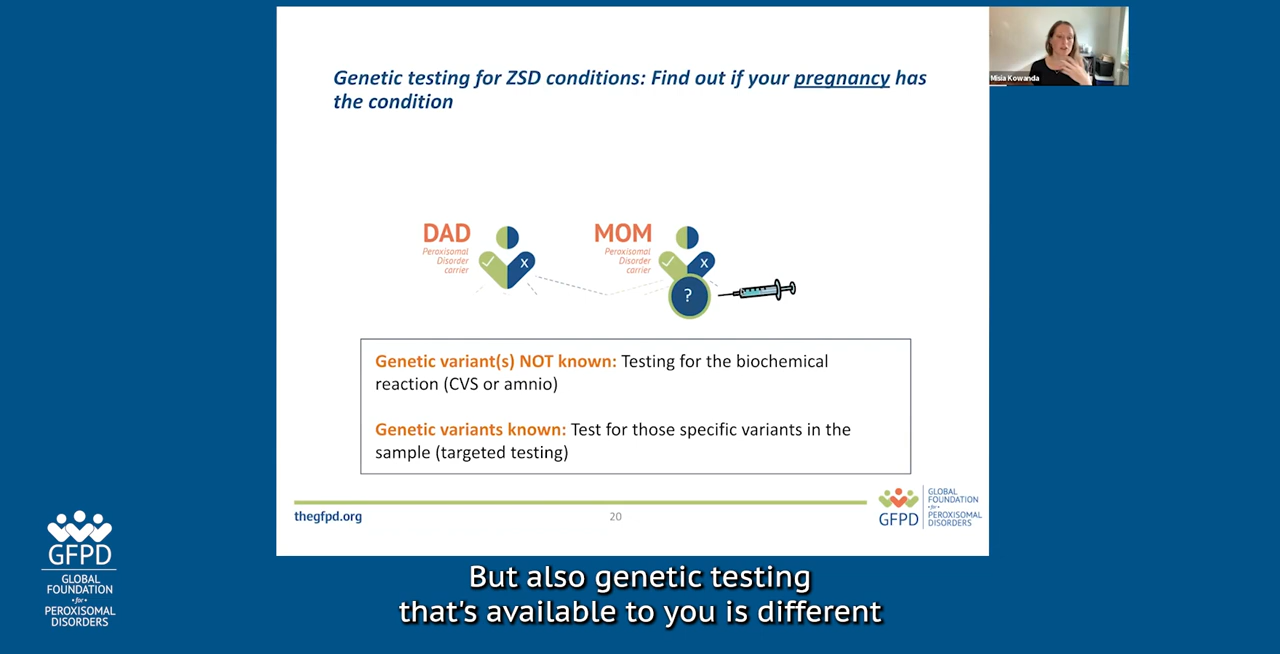 Misia Kowanda
Genetic testing for ZSD conditions: Find out if your pregnancy has
the condition
DAD
Peroxisomal
Disorder
carrier
X
MOM
Peroxisomal
Disorder
carrier
X
?
Genetic variant(s) NOT known: Testing for the biochemical
reaction (CVS or amnio)
Genetic variants known: Test for those specific variants in the
sample (targeted testing)
thegfpd.org
20
GFPD
GLOBAL
FOUNDATION
for
PEROXISOMAL
DISORDERS
GFPD
GLOBAL
FOUNDATION
for
PEROXISOMAL
DISORDERS
But also genetic testing
that's available to you is different